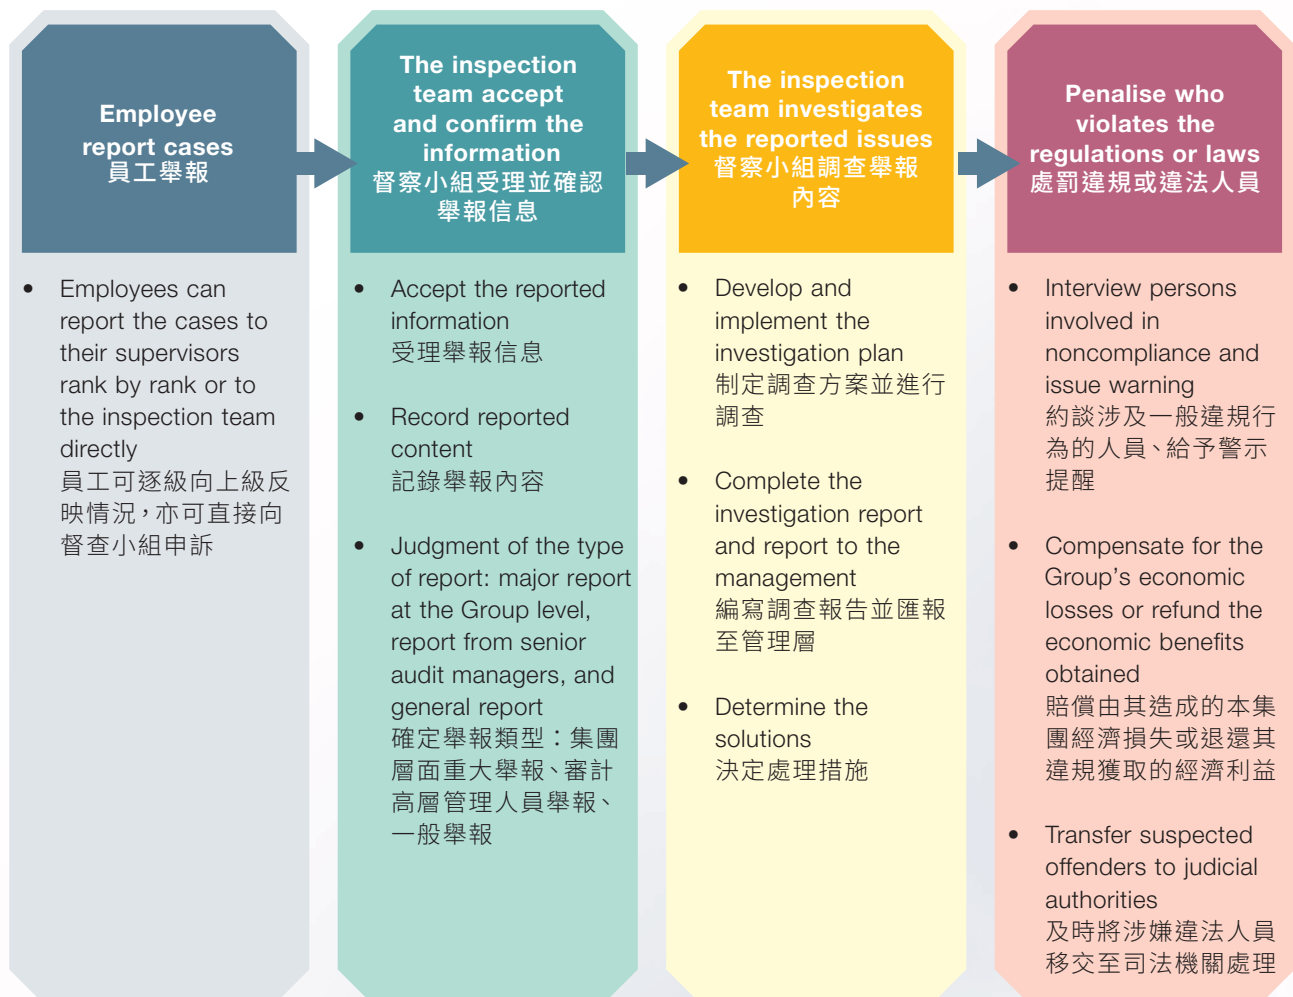 Employee
report cases
員工舉報
The inspection
team accept
and confirm the
information
督察小組受理並確認
舉報信息
The inspection
team investigates
the reported issues
督察小組調查舉報
內容
Penalise who
violates the
regulations or laws
處罰違規或違法人員
• Employees can
report the cases to
their supervisors
rank by rank or to
the inspection team
directly
員工可逐級向上級反
映情況，亦可直接向
督查小組申訴
• Accept the reported
information
受理舉報信息
• Record reported
content
記錄舉報內容
• Judgment of the type
of report: major report
at the Group level,
report from senior
audit managers, and
general report
確定舉報類型：集團
層面重大舉報、審計
高層管理人員舉報、
一般舉報
• Develop and
implement the
investigation plan
制定調查方案並進行
調查
• Complete the
investigation report
and report to the
management
編寫調查報告並匯報
至管理層
• Determine the
solutions
決定處理措施
• Interview persons
involved in
noncompliance and
issue warning
約談涉及一般違規行
為的人員、給予警示
提醒
• Compensate for the
Group’s economic
losses or refund the
economic benefits
obtained
賠償由其造成的本集
團經濟損失或退還其
違規獲取的經濟利益
• Transfer suspected
offenders to judicial
authorities
及時將涉嫌違法人員
移交至司法機關處理